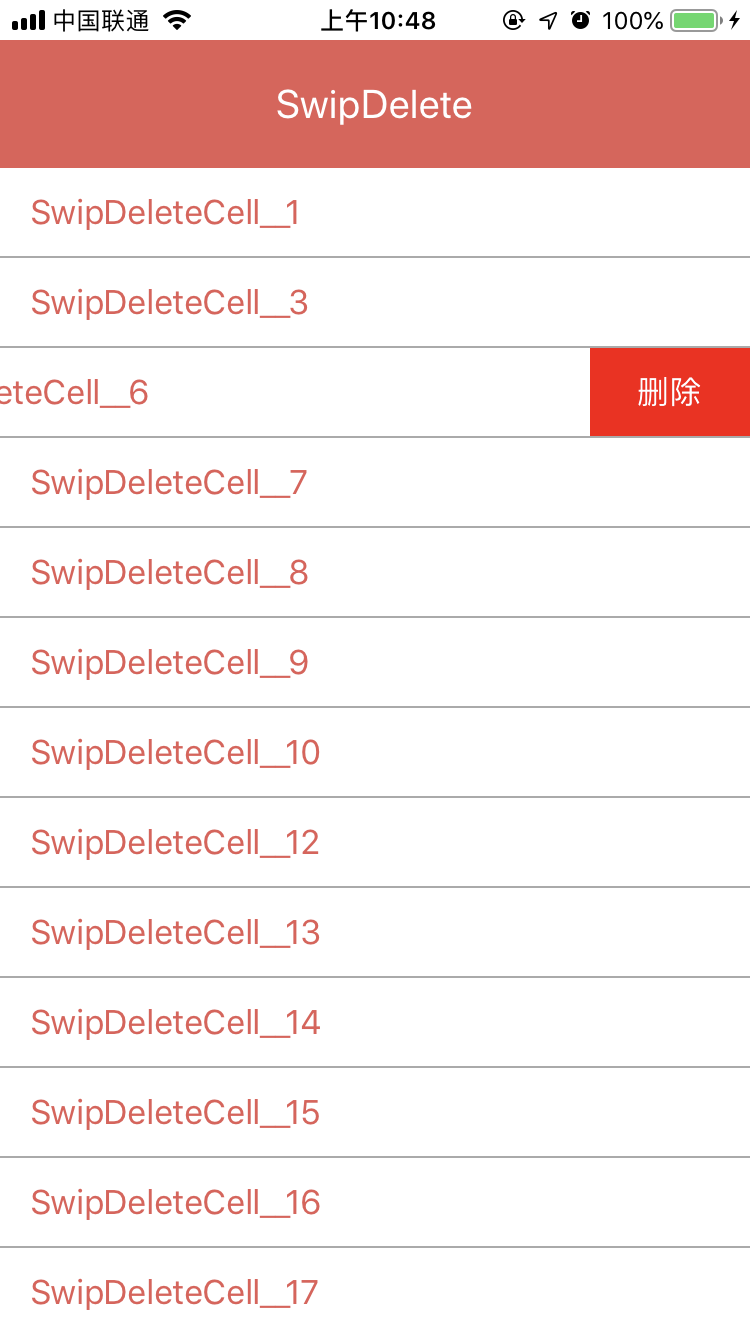 中国联通 上午10:48 100%
SwipDelete
SwipDeleteCell__1
SwipDeleteCell__3
eteCell__6 删除
SwipDeleteCell__7
SwipDeleteCell__8
SwipDeleteCell__9
SwipDeleteCell__10
SwipDeleteCell__12
SwipDeleteCell__13
SwipDeleteCell__14
SwipDeleteCell__15
SwipDeleteCell__16
SwipDeleteCell__17